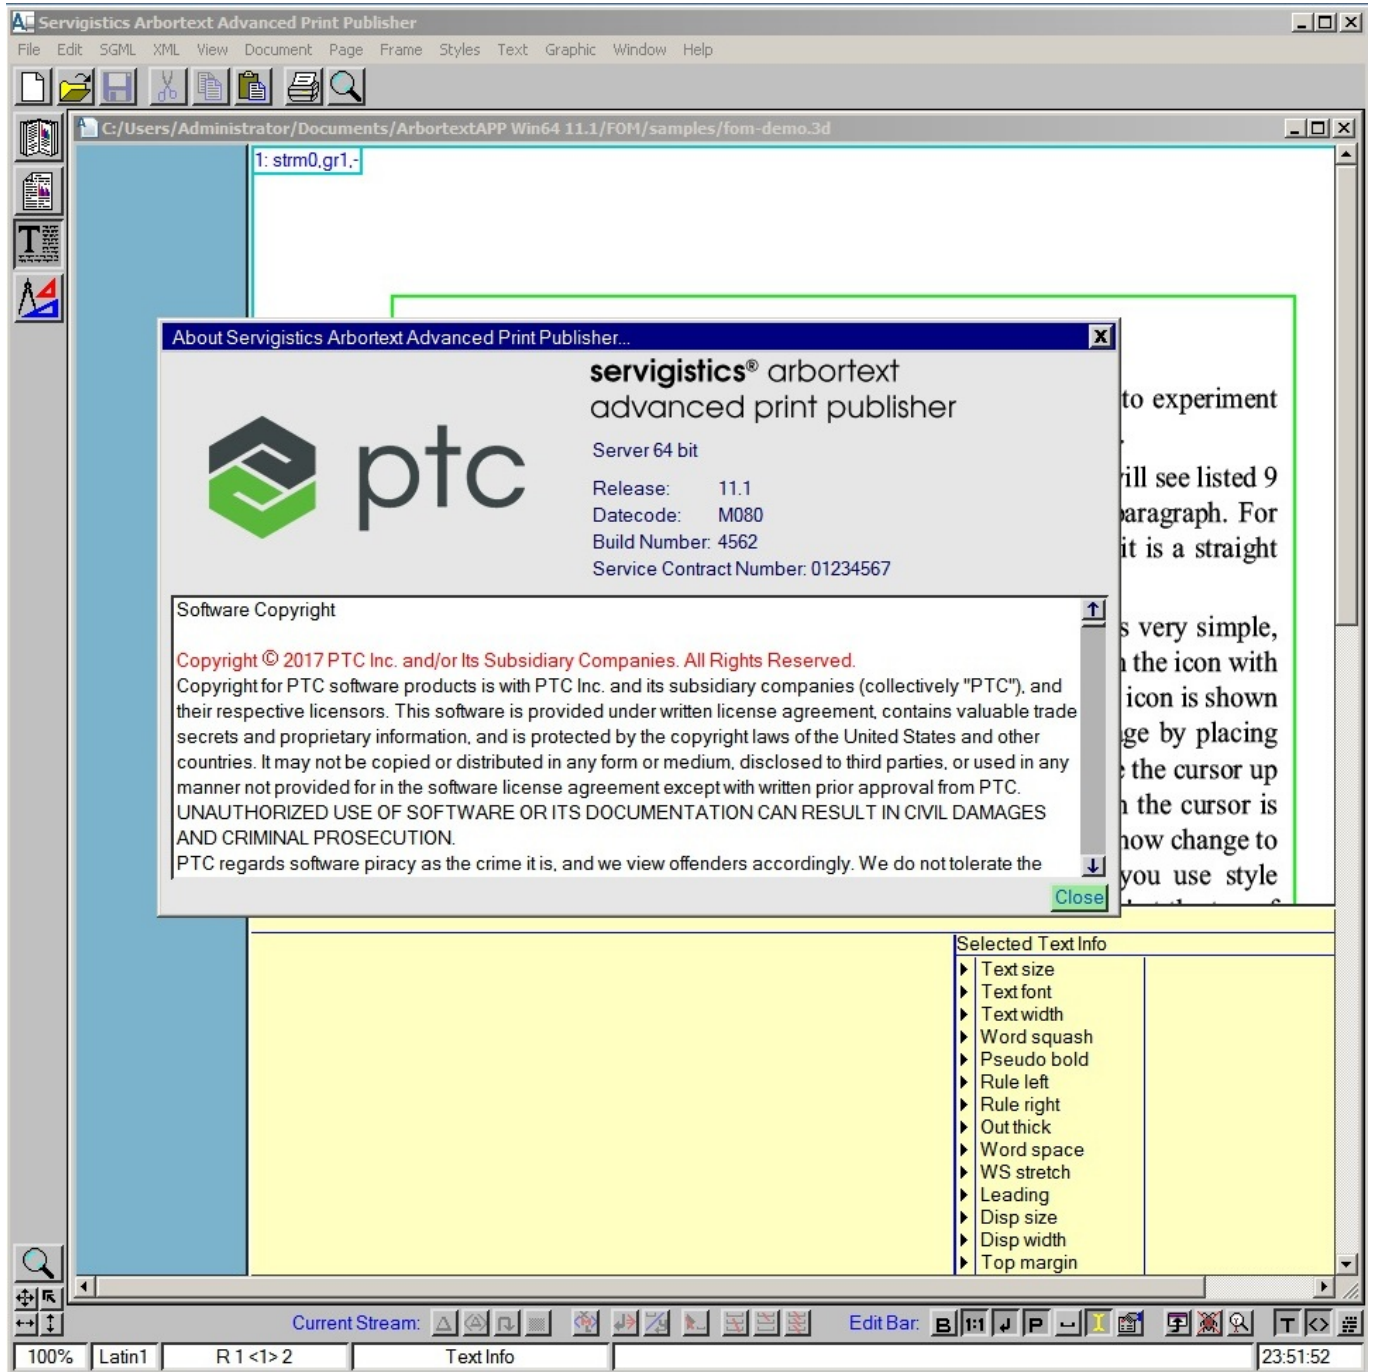 Servigistics Arbortext Advanced Print Publisher
File Edit SGML XML View Document Page Frame Styles Text Graphic Window Help
C:/Users/Administrator/Documents/ArbortextAPP Win64 11.1/FOM/samples/fom-demo.3d
1: strm0,gr1,-
About Servigistics Arbortext Advanced Print Publisher...
servigistics® arbortext
advanced print publisher
ptc
Server 64 bit
Release: 11.1
Datecode: M080
Build Number: 4562
Service Contract Number: 01234567
Software Copyright
Copyright © 2017 PTC Inc. and/or Its Subsidiary Companies. All Rights Reserved.
Copyright for PTC software products is with PTC Inc. and its subsidiary companies (collectively "PTC"), and
their respective licensors. This software is provided under written license agreement, contains valuable trade
secrets and proprietary information, and is protected by the copyright laws of the United States and other
countries. It may not be copied or distributed in any form or medium, disclosed to third parties, or used in any
manner not provided for in the software license agreement except with written prior approval from PTC.
UNAUTHORIZED USE OF SOFTWARE OR ITS DOCUMENTATION CAN RESULT IN CIVIL DAMAGES
AND CRIMINAL PROSECUTION.
PTC regards software piracy as the crime it is, and we view offenders accordingly. We do not tolerate the
Close
to experiment
will see listed 9
paragraph. For
it is a straight
s very simple,
the icon with
icon is shown
by placing
the cursor up
the cursor is
now change to
you use style
Selected Text Info
Text size
Text font
Text width
Word squash
Pseudo bold
Rule left
Rule right
Out thick
Word space
WS stretch
Leading
Disp size
Disp width
Top margin
Current Stream: Edit Bar: B 1:1 P T <>
100% Latin1 R 1 <1> 2 Text Info 23:51:52